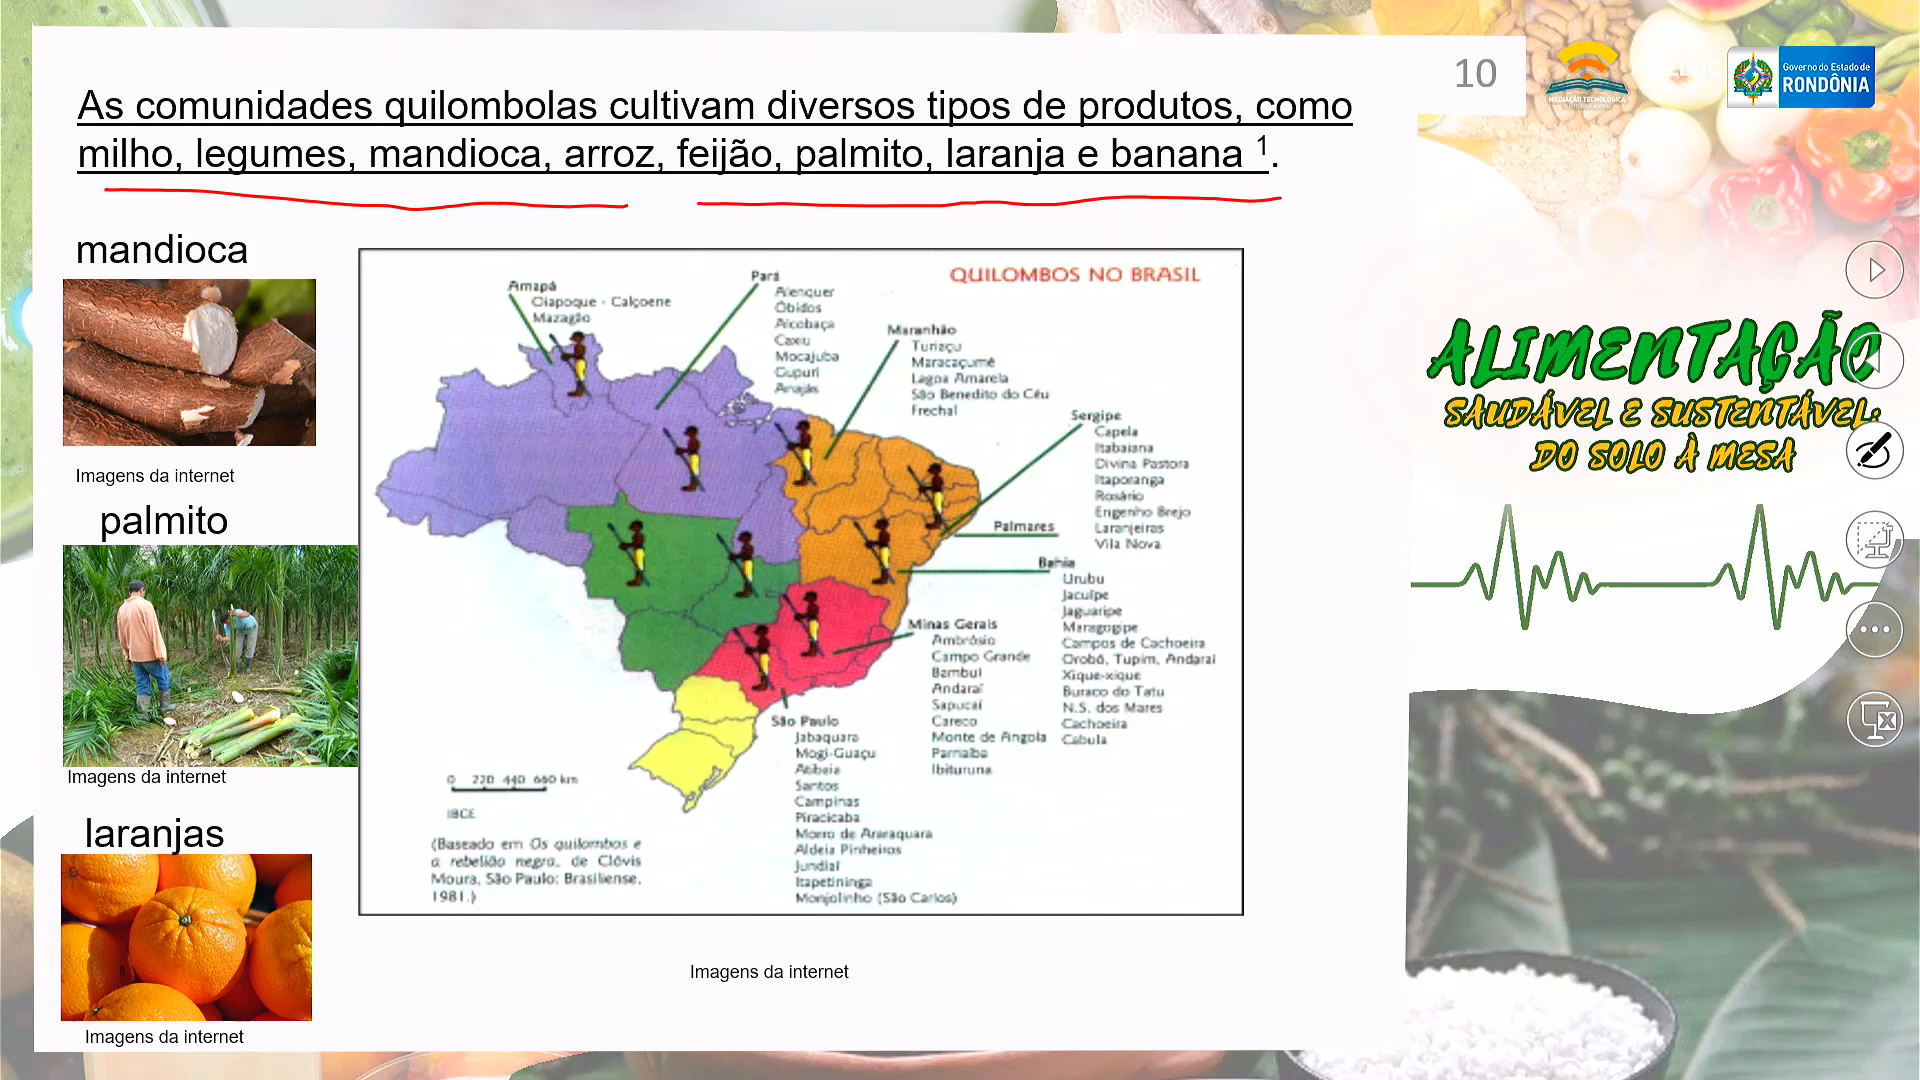 As comunidades quilombolas cultivam diversos tipos de produtos, como
milho, legumes, mandioca, arroz, feijão, palmito, laranja e banana ¹.
10
MEDIAÇÃO TECNOLÓGICA
Governo do Estado de
RONDÔNIA
mandioca
Imagens da internet
palmito
Imagens da internet
laranjas
Imagens da internet
QUILOMBOS NO BRASIL
Amapá
Oiapoque - Calçoene
Mazagão
Pará
Alenquer
Óbidos
Alcobaça
Caxiu
Mocajuba
Gupuri
Anajás
Maranhão
Turiaçu
Maracaçumé
Lagoa Amarela
São Benedito do Céu
Frechal
Sergipe
Capela
Itabaiana
Divina Pastora
Itaporanga
Rosário
Engenho Brejo
Laranjeiras
Vila Nova
Palmares
Bahia
Urubu
Jacuípe
Jaguaripe
Maragogipe
Campos de Cachoeira
Orobó, Tupim, Andaraí
Xique-xique
Buraco do Tatu
N.S. dos Mares
Cachoeira
Cabula
Minas Gerais
Ambrósio
Campo Grande
Bambuí
Andaraí
Sapucaí
Careco
Monte de Angola
Parnaíba
Ibituruna
São Paulo
Jabaquara
Mogi-Guaçu
Atibaia
Santos
Campinas
Piracicaba
Morro de Araraquara
Aldeia Pinheiros
Jundiaí
Itapetininga
Monjolinho (São Carlos)
0 220 440 660 km
IBGE
(Baseado em Os quilombos e
a rebelião negra, de Clóvis
Moura, São Paulo: Brasiliense,
1981.)
Imagens da internet
ALIMENTAÇÃO
SAUDÁVEL E SUSTENTÁVEL:
DO SOLO À MESA